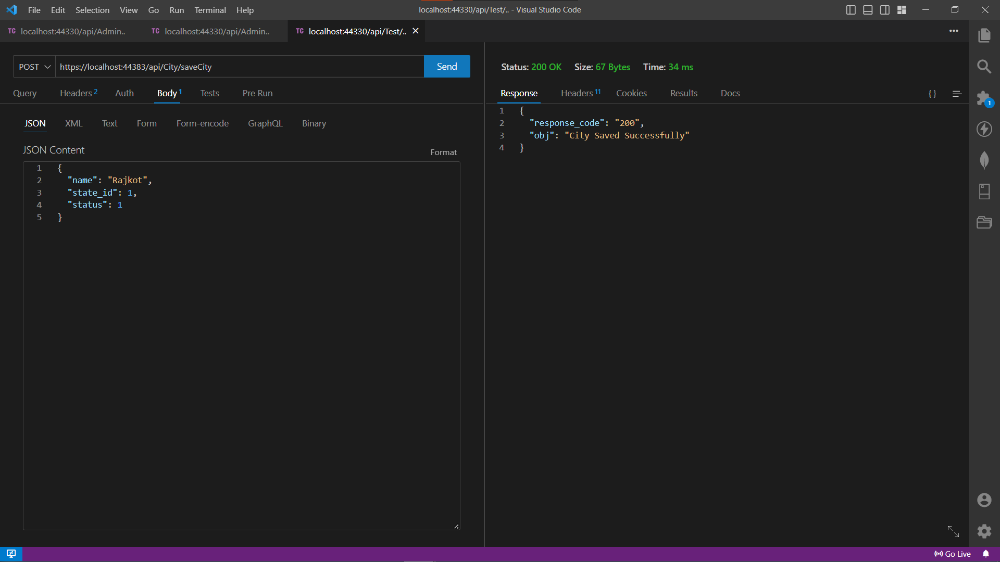 File Edit Selection View Go Run Terminal Help
localhost:44330/api/Test/.. - Visual Studio Code
TC localhost:44330/api/Admin..
TC localhost:44330/api/Admin..
TC localhost:44330/api/Test/..
POST https://localhost:44383/api/City/saveCity Send
Query Headers 2 Auth Body 1 Tests Pre Run
JSON XML Text Form Form-encode GraphQL Binary
JSON Content
Format
1 {
2 "name": "Rajkot",
3 "state_id": 1,
4 "status": 1
5 }
Status: 200 OK Size: 67 Bytes Time: 34 ms
Response Headers 11 Cookies Results Docs
{ }
1 {
2 "response_code": "200",
3 "obj": "City Saved Successfully"
4 }
1
Go Live